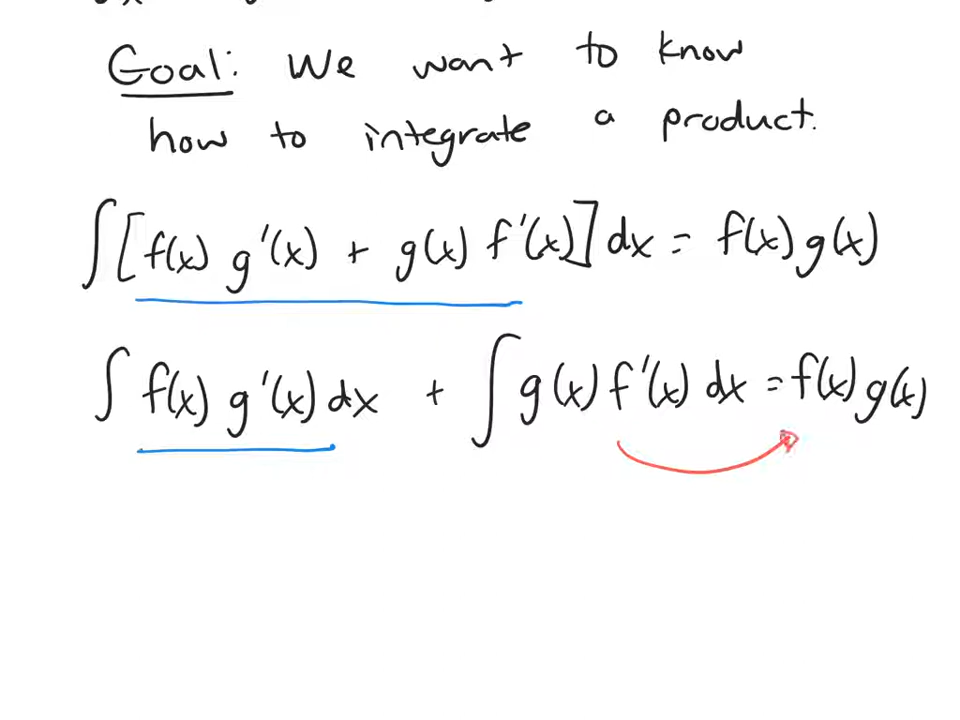 Goal: We want to know
how to integrate a product.
∫[f(x) g'(x) + g(x) f'(x)] dx = f(x) g(x)
∫ f(x) g'(x) dx + ∫ g(x) f'(x) dx = f(x) g(x)